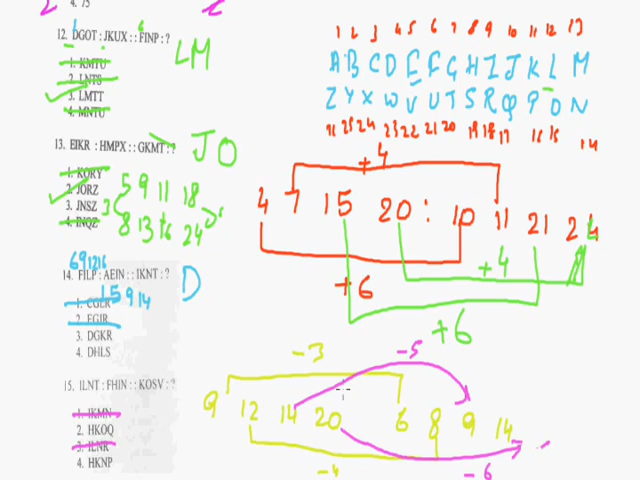 4. 75
12. DGOT : JKUX : : FINP : ?
1. KMTU
2. LNTS
3. LMTT
4. MNTU
LM
13. EIKR : HMPX : : GKMT : ?
1. KQRY
2. JORZ
3. JNSZ
4. INQZ
JO
5 9 11 18
3
8 13 16 24
14. FILP : AEIN : : IKNT : ?
6 9 12 16
1 5 9 14
D
1. CGLR
2. EGIR
3. DGKR
4. DHLS
15. ILNT : FHIN : : KOSV : ?
1. IKMN
2. HKOQ
3. ILNR
4. HKNP
1 2 3 4 5 6 7 8 9 10 11 12 13
A B C D E F G H I J K L M
Z Y X W V U T S R Q P O N
26 25 24 23 22 21 20 19 18 17 16 15 14
+4
4 7 15 20 : 10 11 21 24
+6
+4
+6
-3
-5
9 12 14 20 6 8 9 14
-4
-6